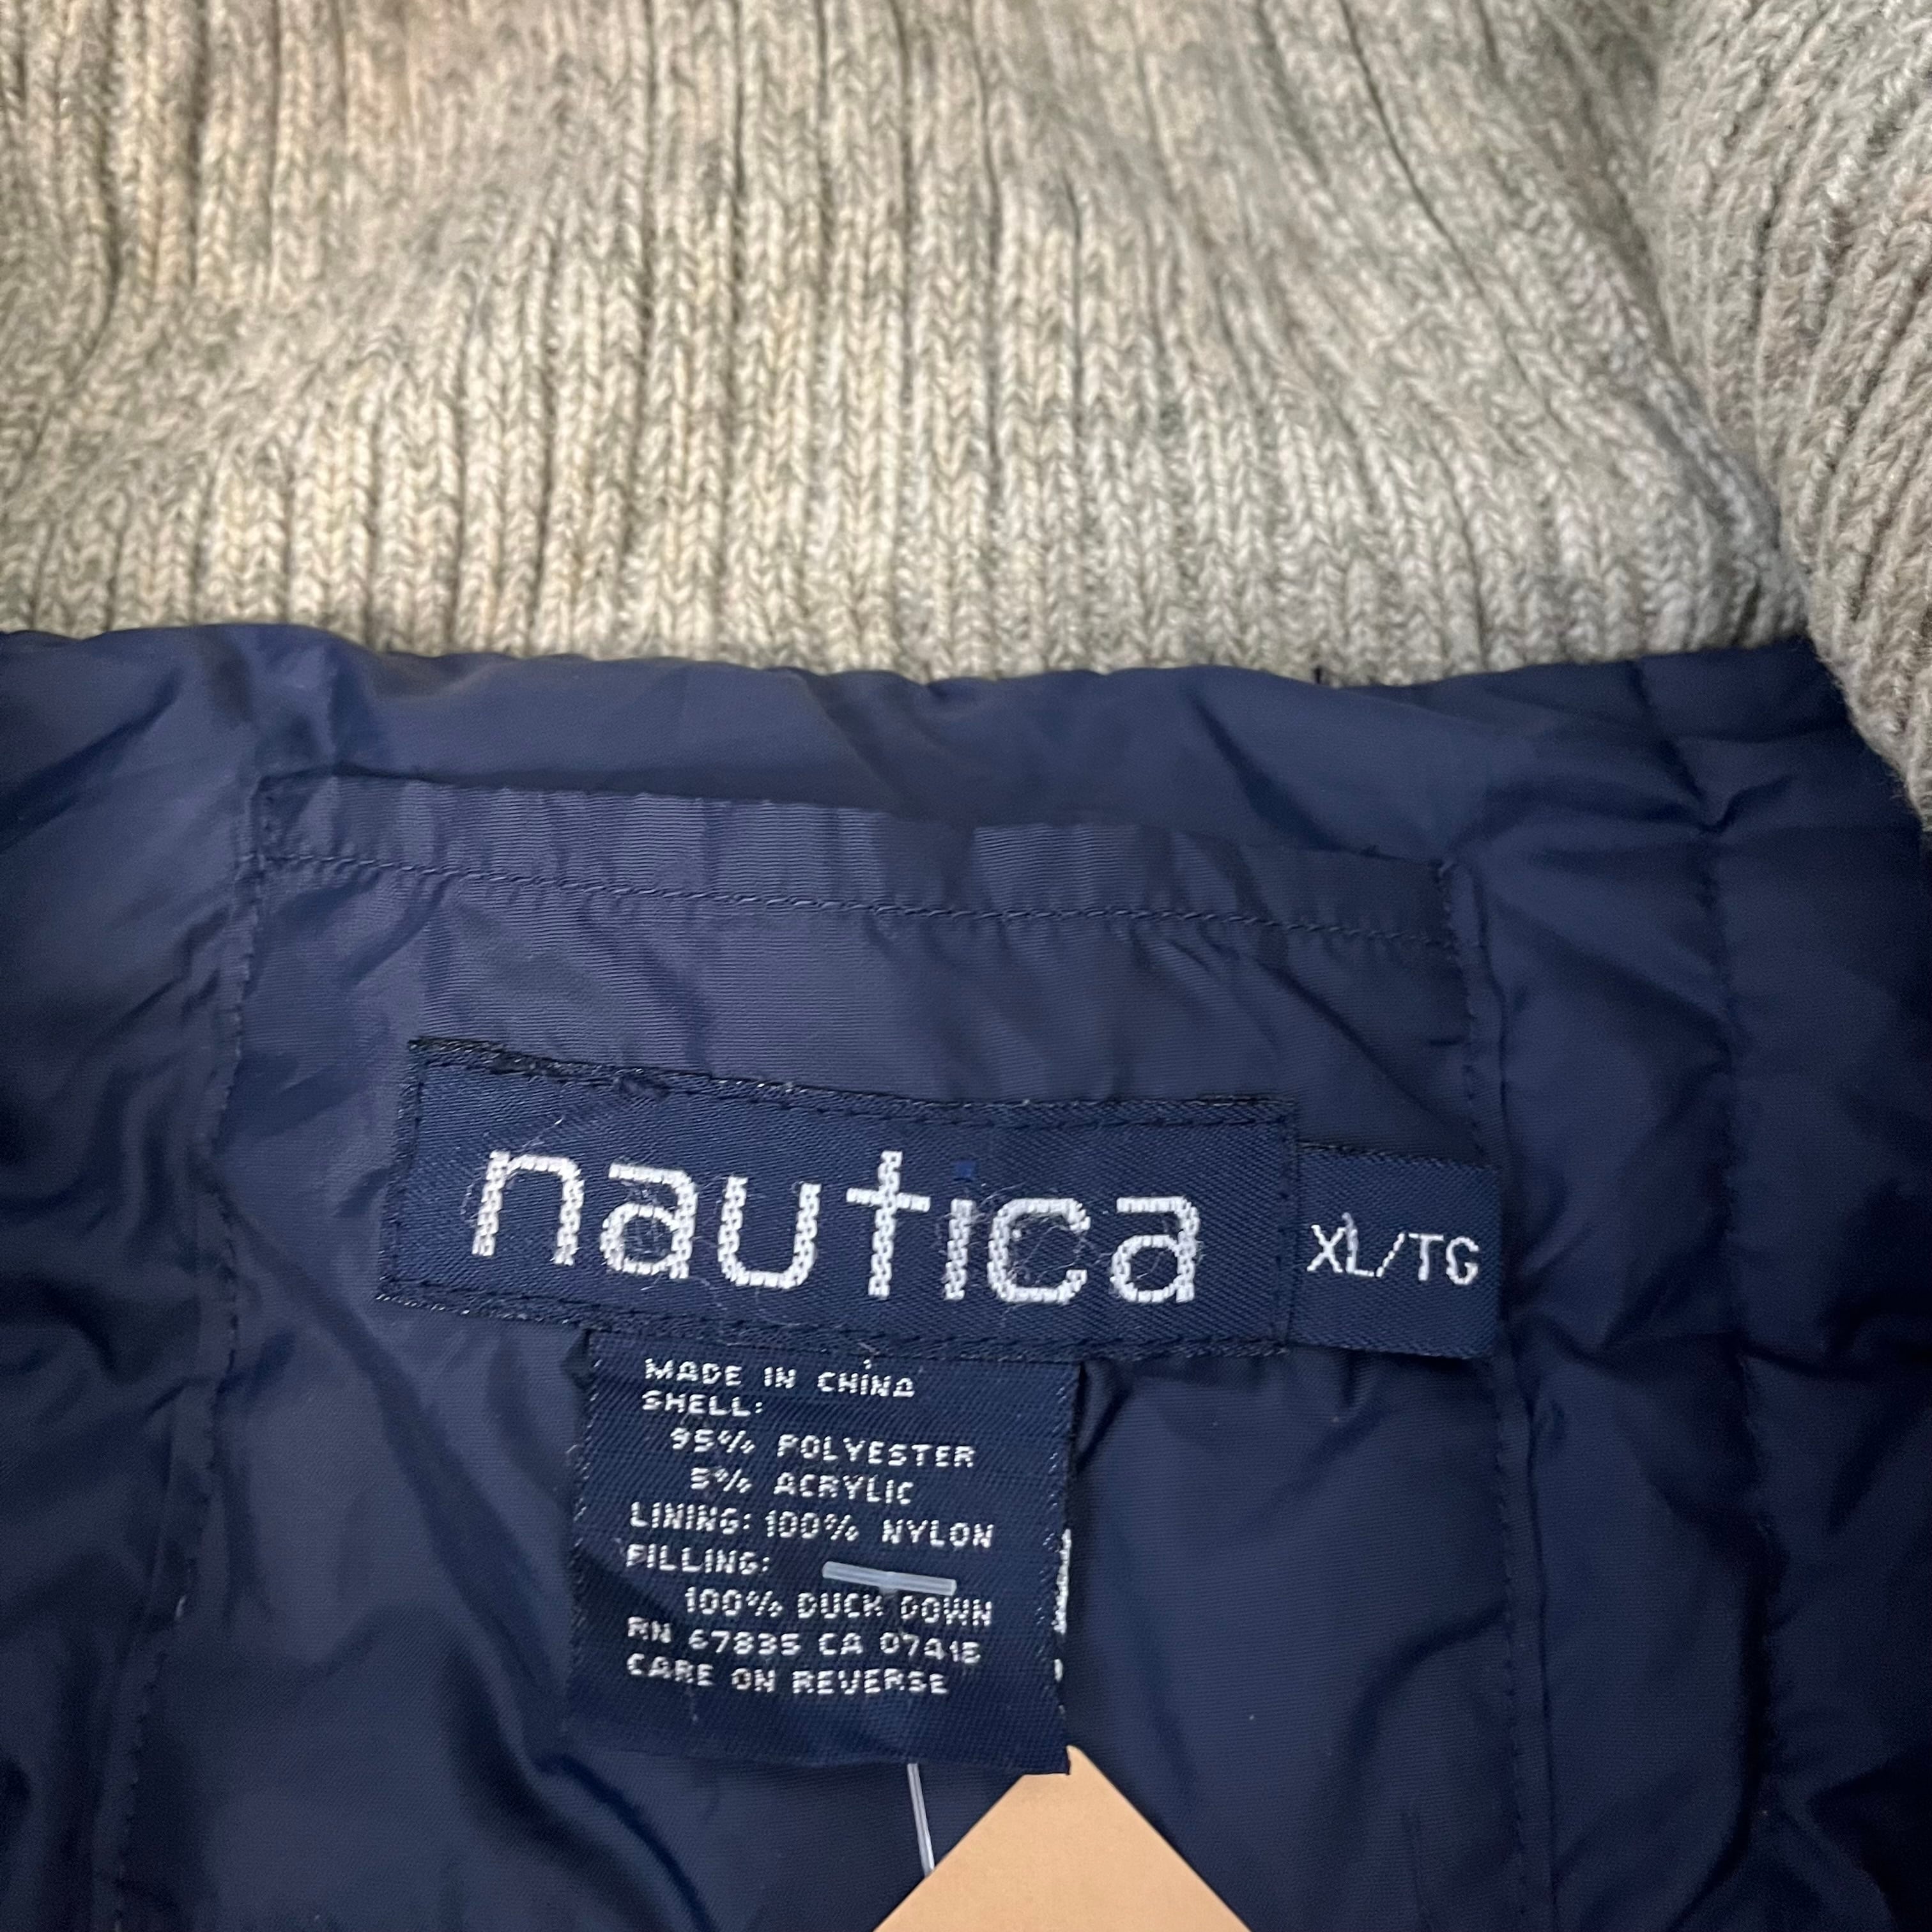 nautica
XL/TG
MADE IN CHINA
SHELL:
95% POLYESTER
5% ACRYLIC
LINING: 100% NYLON
FILLING:
100% DUCK DOWN
RN 67835 CA 07415
CARE ON REVERSE